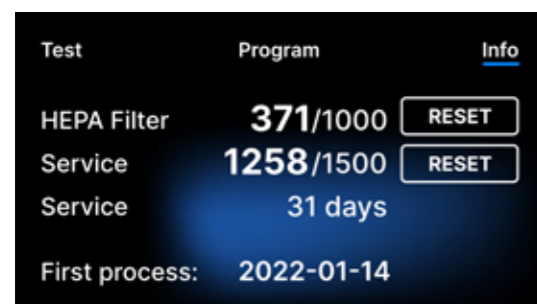 Test Program Info
HEPA Filter 371/1000 RESET
Service 1258/1500 RESET
Service 31 days
First process: 2022-01-14